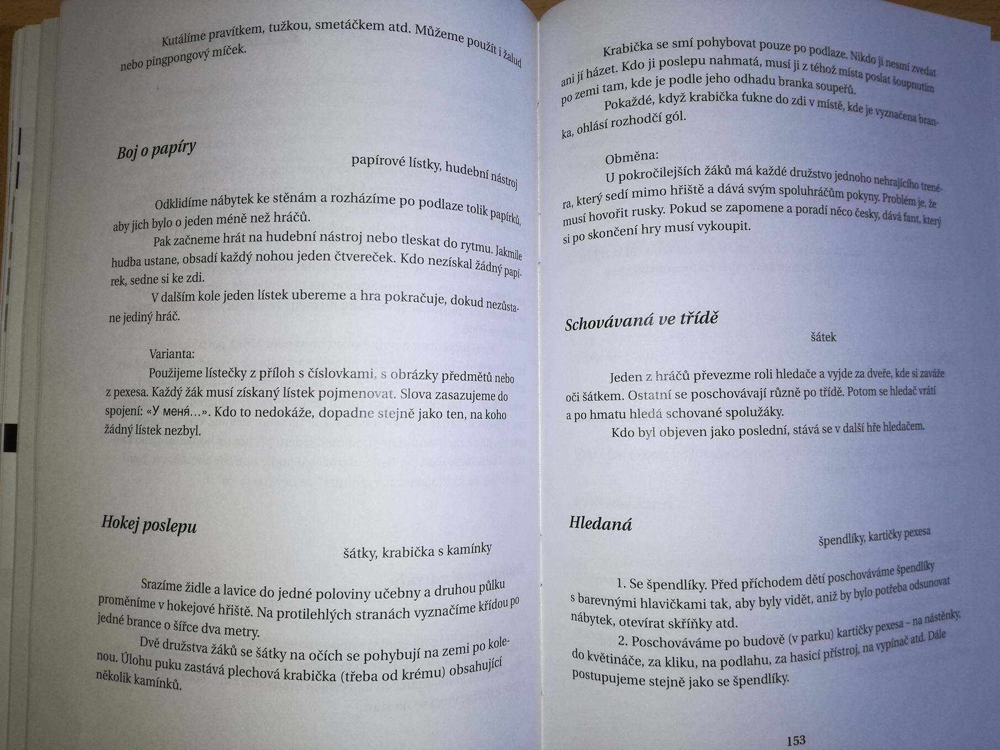 Kutálíme pravítkem, tužkou, smetáčkem atd. Můžeme použít i žalud
nebo pingpongový míček.
Boj o papíry
papírové lístky, hudební nástroj
Odklidíme nábytek ke stěnám a rozházíme po podlaze tolik papírků,
aby jich bylo o jeden méně než hráčů.
Pak začneme hrát na hudební nástroj nebo tleskat do rytmu. Jakmile
hudba ustane, obsadí každý nohou jeden čtvereček. Kdo nezískal žádný papí-
rek, sedne si ke zdi.
V dalším kole jeden lístek ubereme a hra pokračuje, dokud nezůsta-
ne jediný hráč.
Varianta:
Použijeme lístečky z příloh s číslovkami, s obrázky předmětů nebo
z pexesa. Každý žák musí získaný lístek pojmenovat. Slova zasazujeme do
spojení: «У меня́…». Kdo to nedokáže, dopadne stejně jako ten, na koho
žádný lístek nezbyl.
Hokej poslepu
šátky, krabička s kamínky
Srazíme židle a lavice do jedné poloviny učebny a druhou půlku
proměníme v hokejové hřiště. Na protilehlých stranách vyznačíme křídou po
jedné brance o šířce dva metry.
Dvě družstva žáků se šátky na očích se pohybují na zemi po kole-
nou. Úlohu puku zastává plechová krabička (třeba od krému) obsahující
několik kamínků.
Krabička se smí pohybovat pouze po podlaze. Nikdo ji nesmí zvedat
ani jí házet. Kdo ji poslepu nahmatá, musí ji z téhož místa poslat šoupnutím
po zemi tam, kde je podle jeho odhadu branka soupeřů.
Pokaždé, když krabička ťukne do zdi v místě, kde je vyznačena bran-
ka, ohlásí rozhodčí gól.
Obměna:
U pokročilejších žáků má každé družstvo jednoho nehrajícího trené-
ra, který sedí mimo hřiště a dává svým spoluhráčům pokyny. Problém je, že
musí hovořit rusky. Pokud se zapomene a poradí něco česky, dává fant, který
si po skončení hry musí vykoupit.
Schovávaná ve třídě
šátek
Jeden z hráčů převezme roli hledače a vyjde za dveře, kde si zaváže
oči šátkem. Ostatní se poschovávají různě po třídě. Potom se hledač vrátí
a po hmatu hledá schované spolužáky.
Kdo byl objeven jako poslední, stává se v další hře hledačem.
Hledaná
špendlíky, kartičky pexesa
1. Se špendlíky. Před příchodem dětí poschováváme špendlíky
s barevnými hlavičkami tak, aby byly vidět, aniž by bylo potřeba odsunovat
nábytek, otevírat skříňky atd.
2. Poschováváme po budově (v parku) kartičky pexesa – na nástěnky,
do květináče, za kliku, na podlahu, za hasicí přístroj, na vypínač atd. Dále
postupujeme stejně jako se špendlíky.
153